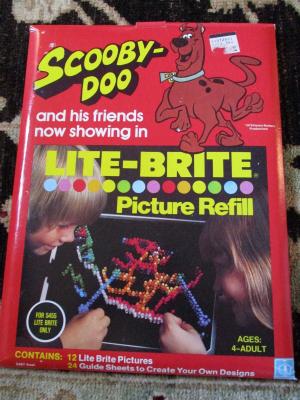 SCOOBY-
DOO
and his friends
now showing in
LITE-BRITE®
Picture Refill
FOR 5455
LITE BRITE
ONLY
AGES:
4-ADULT
CONTAINS: 12 Lite Brite Pictures
24 Guide Sheets to Create Your Own Designs